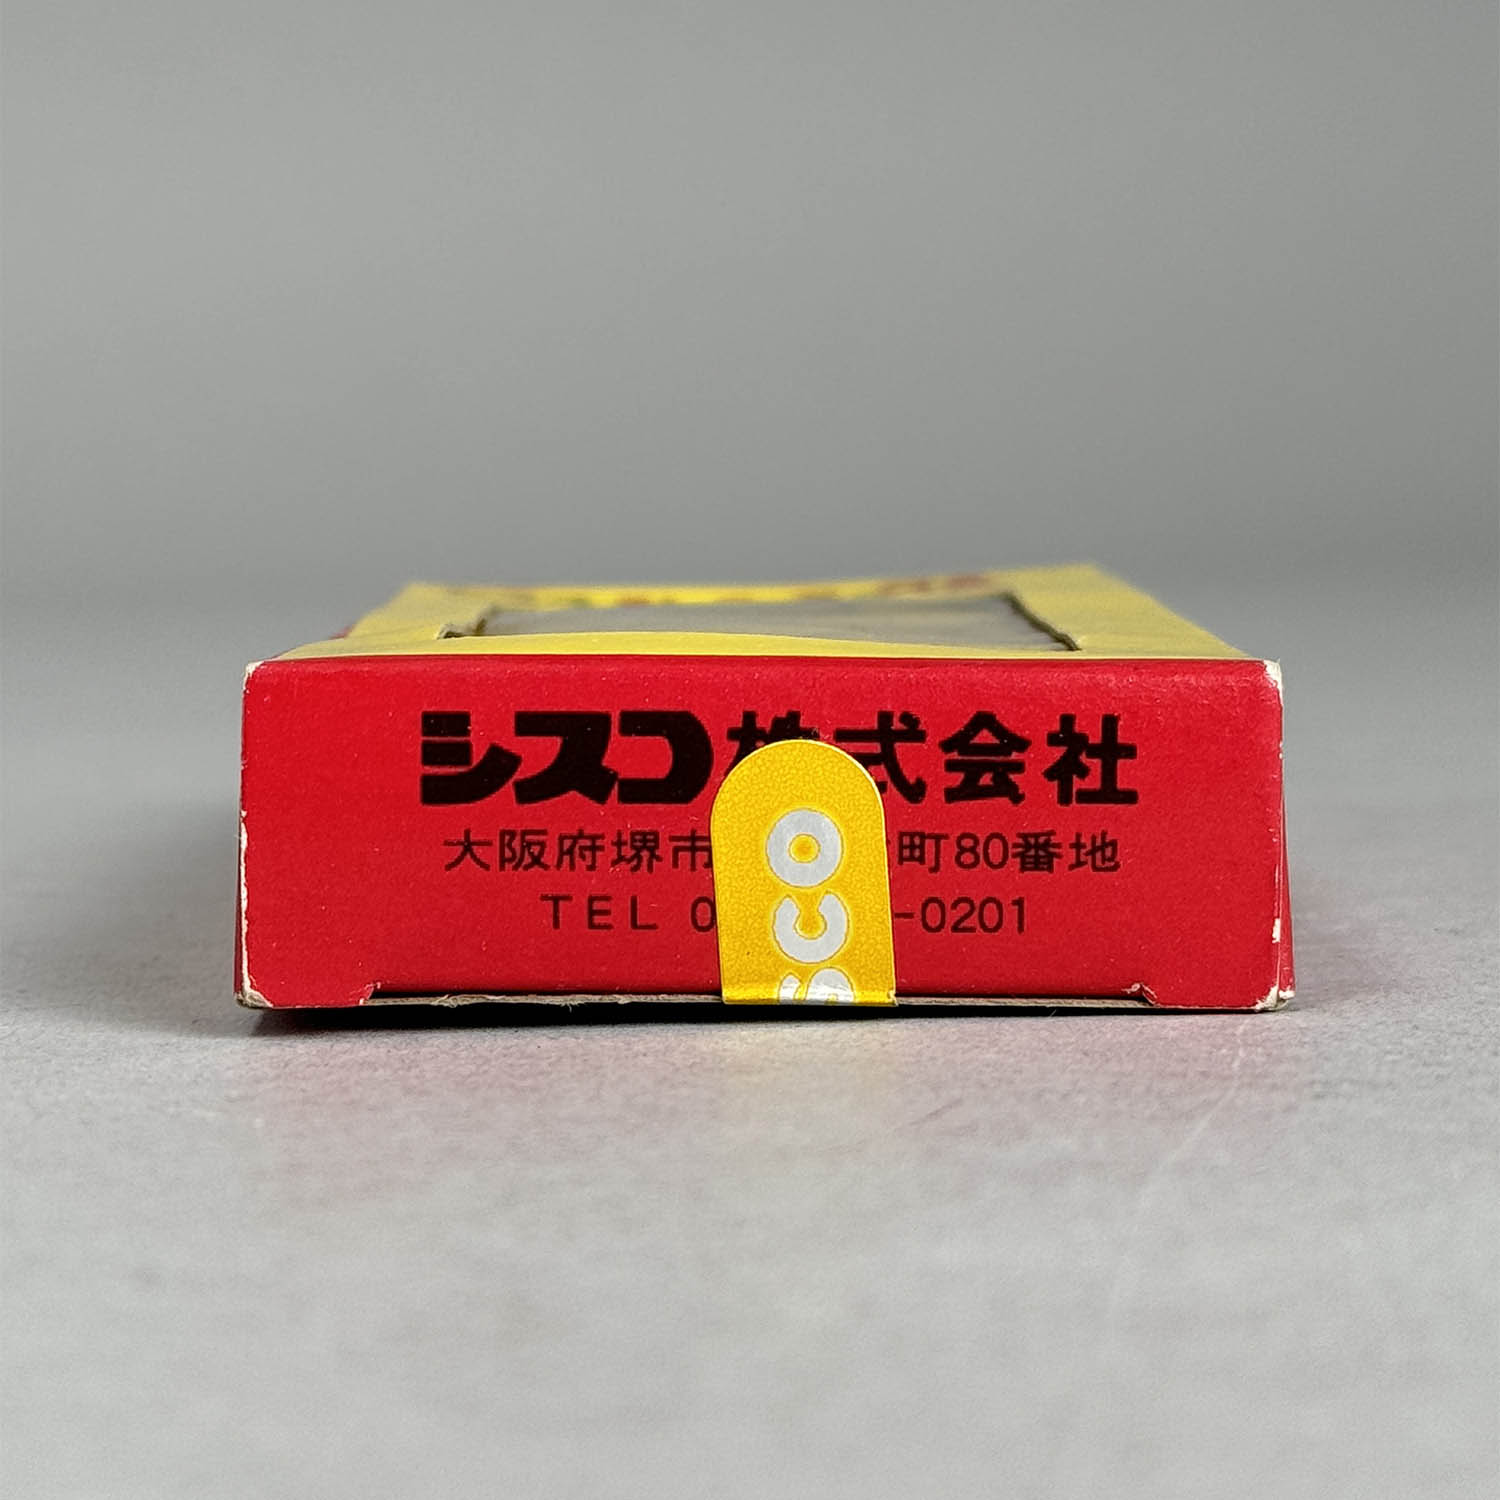 シスコ株式会社
大阪府堺市 町80番地
TEL 0 -0201
SCO